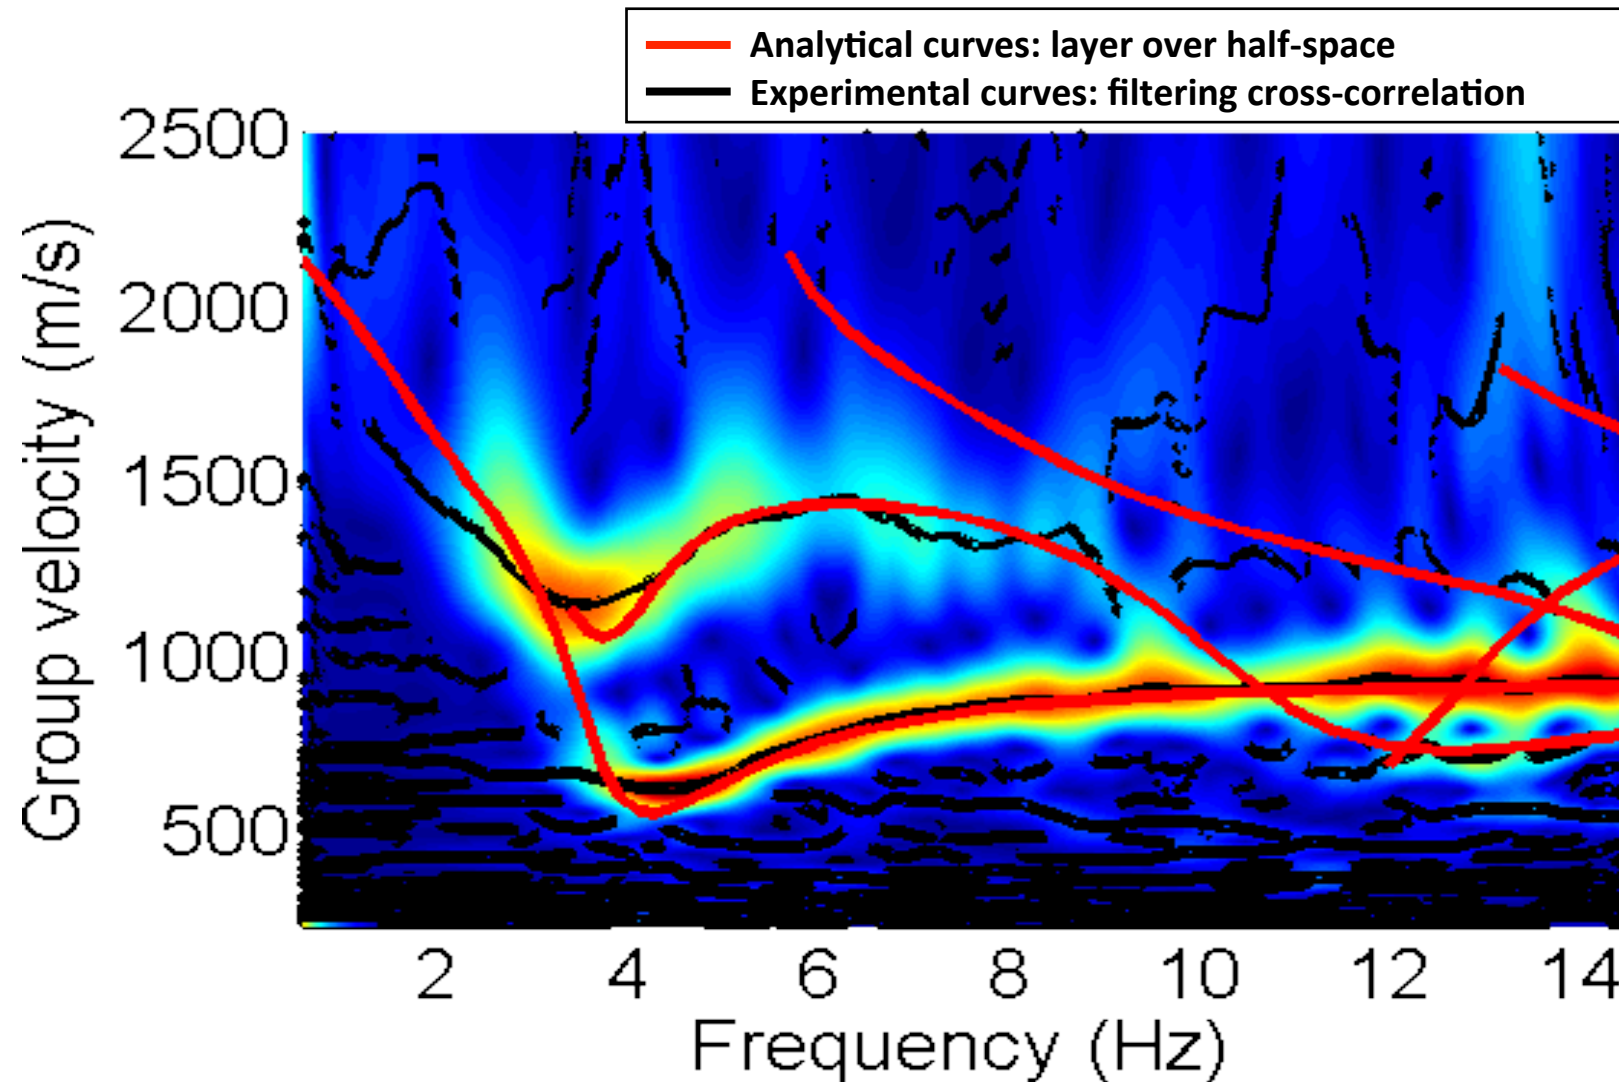 Analytical curves: layer over half-space
Experimental curves: filtering cross-correlation
2500
2000
1500
1000
500
Group velocity (m/s)
2 4 6 8 10 12 14
Frequency (Hz)